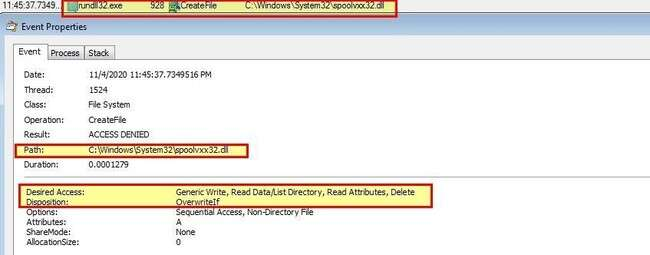 11:45:37.7349... rundll32.exe 928 CreateFile C:\Windows\System32\spoolvxx32.dll
Event Properties
Event Process Stack
Date: 11/4/2020 11:45:37.7349516 PM
Thread: 1524
Class: File System
Operation: CreateFile
Result: ACCESS DENIED
Path: C:\Windows\System32\spoolvxx32.dll
Duration: 0.0001279
Desired Access: Generic Write, Read Data/List Directory, Read Attributes, Delete
Disposition: OverwriteIf
Options: Sequential Access, Non-Directory File
Attributes: A
ShareMode: None
AllocationSize: 0